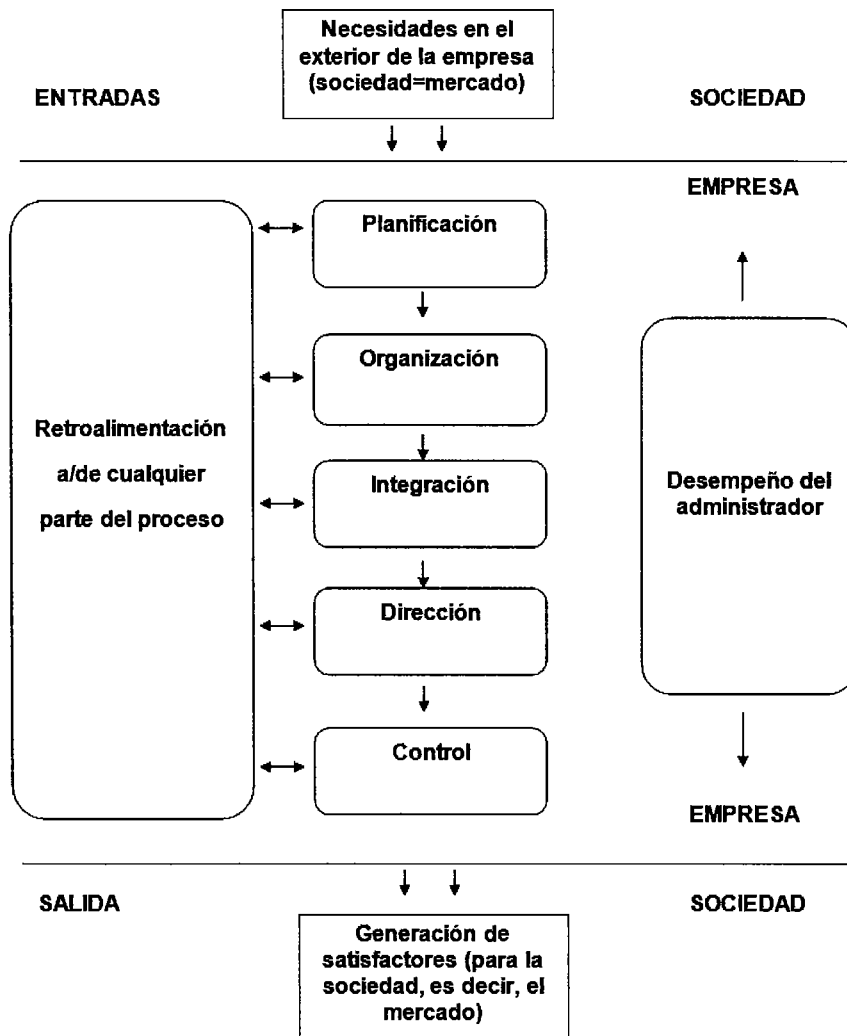 Necesidades en el
exterior de la empresa
(sociedad=mercado)
ENTRADAS
SOCIEDAD
EMPRESA
Planificación
Organización
Retroalimentación
a/de cualquier
parte del proceso
Integración
Desempeño del
administrador
Dirección
Control
EMPRESA
SALIDA
SOCIEDAD
Generación de
satisfactores (para la
sociedad, es decir, el
mercado)